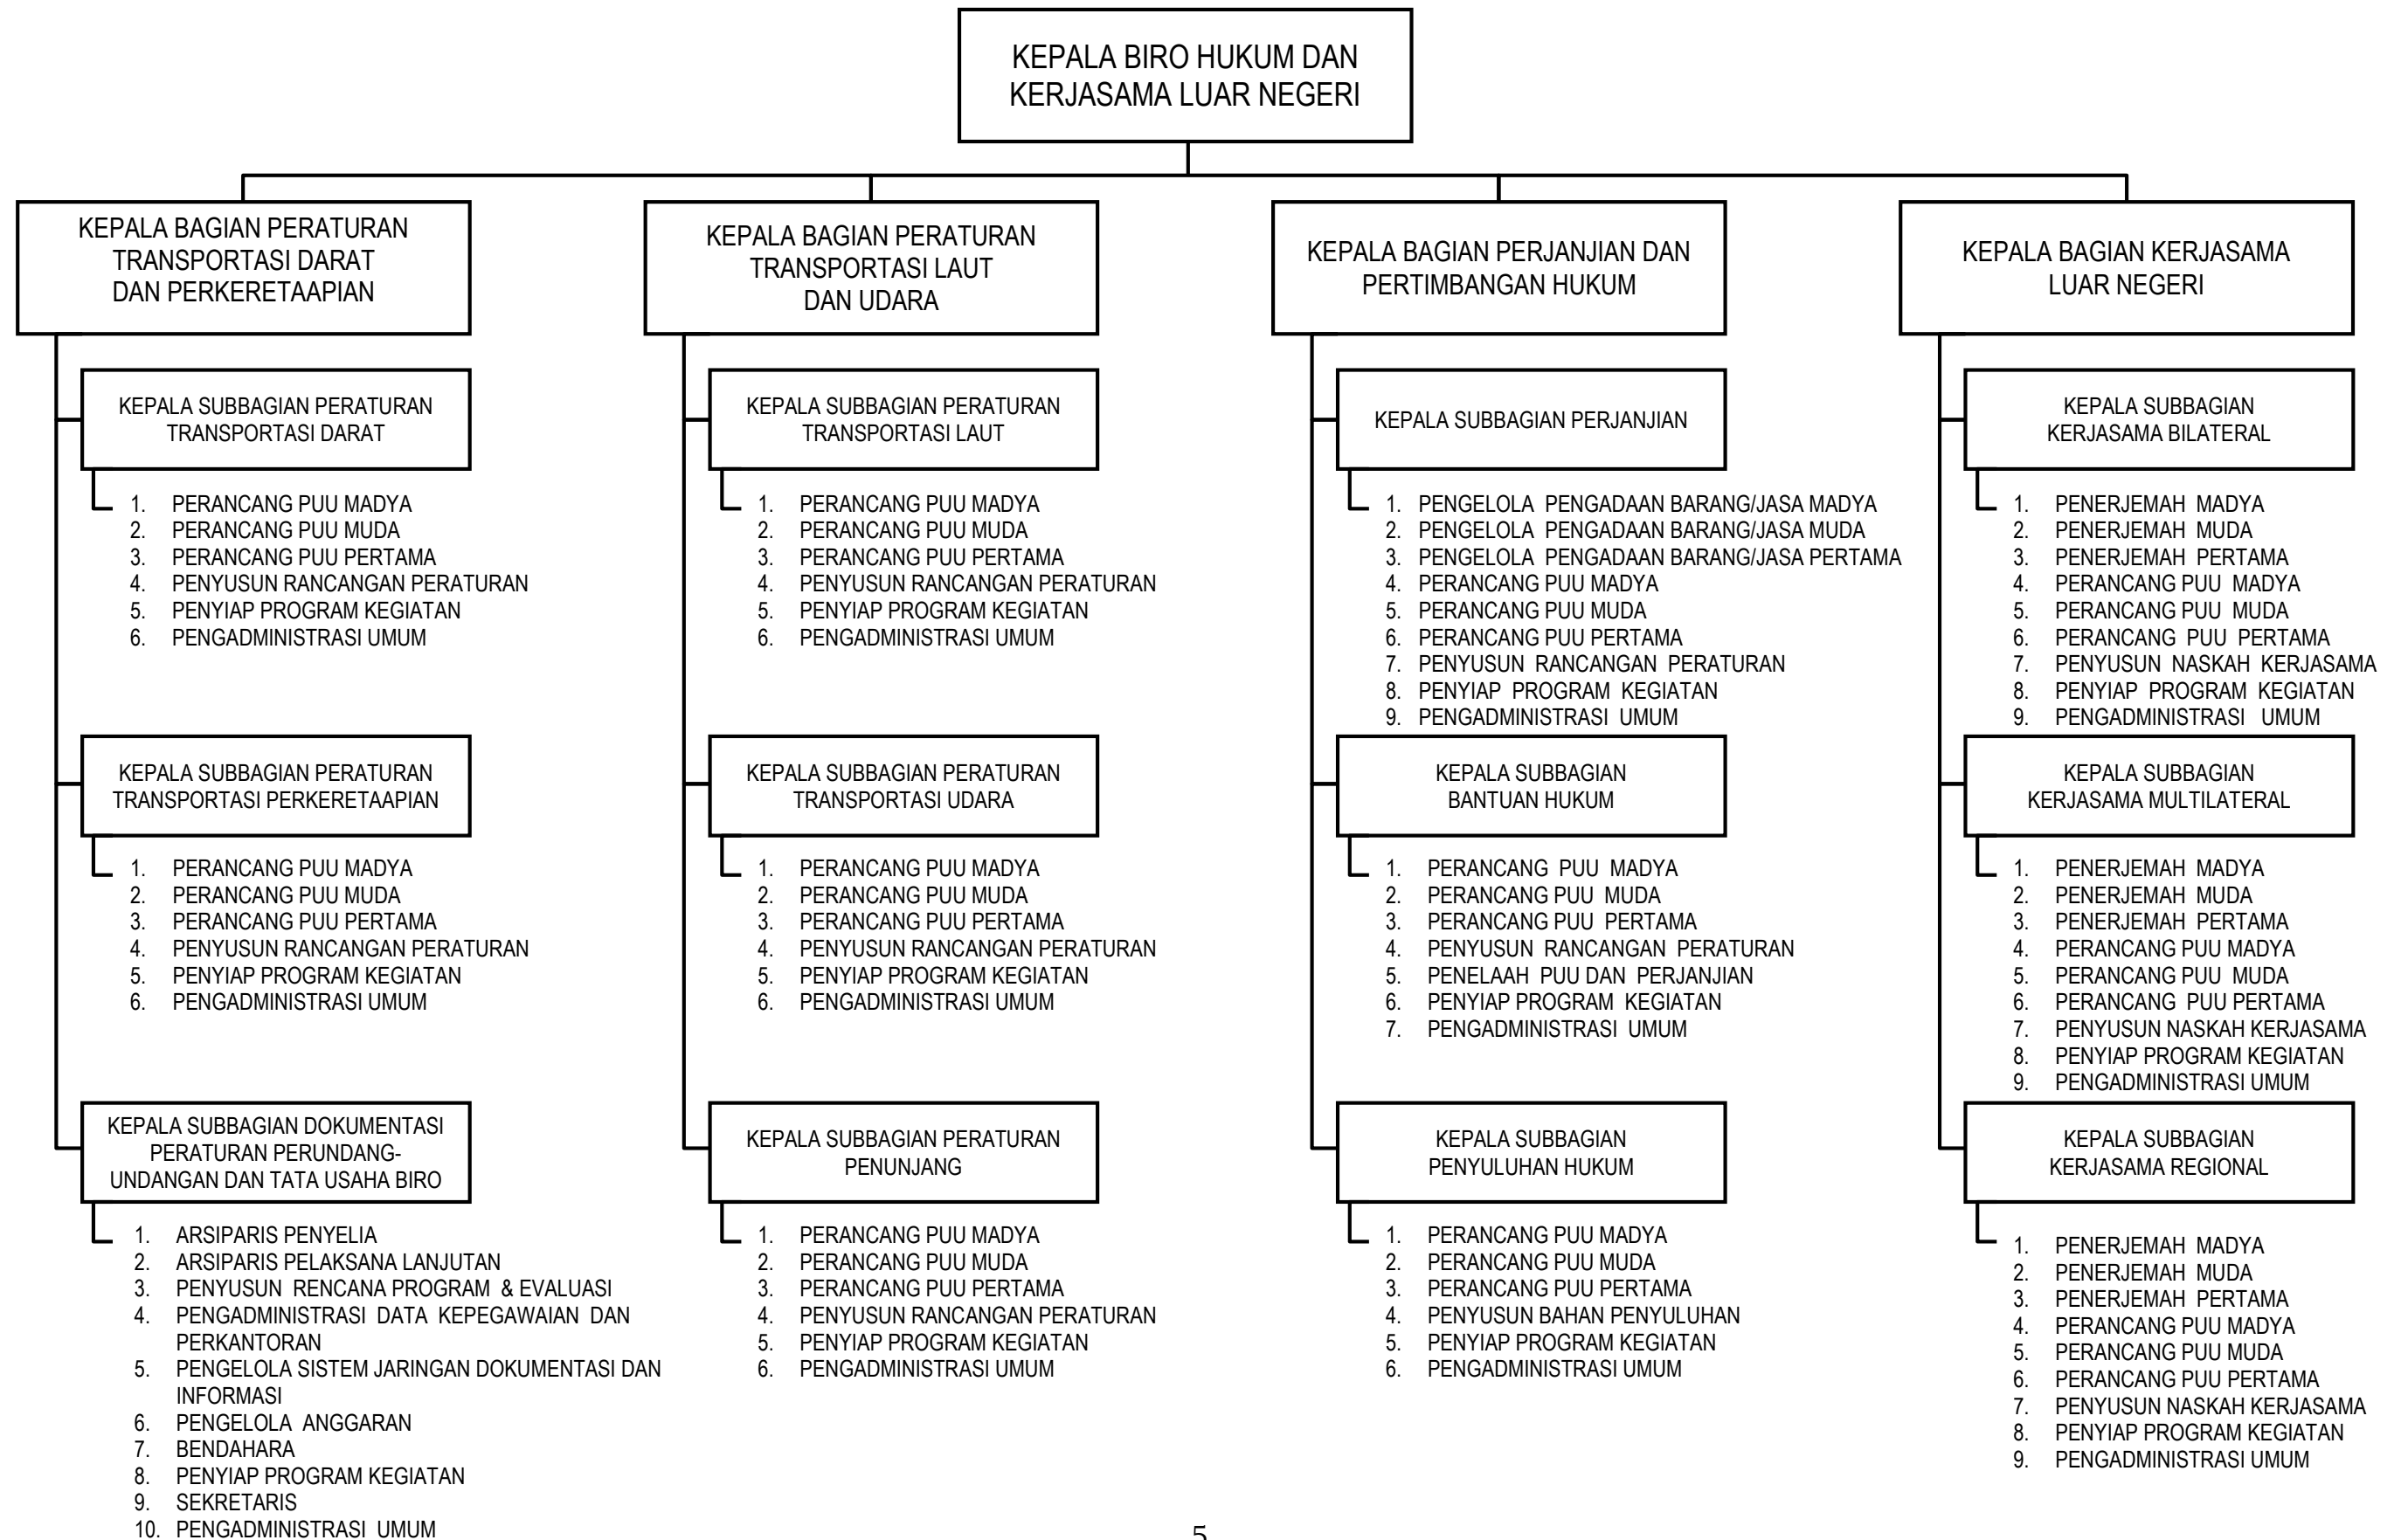 KEPALA BIRO HUKUM DAN
KERJASAMA LUAR NEGERI
KEPALA BAGIAN PERATURAN
TRANSPORTASI DARAT
DAN PERKERETAAPIAN
KEPALA SUBBAGIAN PERATURAN
TRANSPORTASI DARAT
1. PERANCANG PUU MADYA
2. PERANCANG PUU MUDA
3. PERANCANG PUU PERTAMA
4. PENYUSUN RANCANGAN PERATURAN
5. PENYIAP PROGRAM KEGIATAN
6. PENGADMINISTRASI UMUM
KEPALA SUBBAGIAN PERATURAN
TRANSPORTASI PERKERETAAPIAN
1. PERANCANG PUU MADYA
2. PERANCANG PUU MUDA
3. PERANCANG PUU PERTAMA
4. PENYUSUN RANCANGAN PERATURAN
5. PENYIAP PROGRAM KEGIATAN
6. PENGADMINISTRASI UMUM
KEPALA SUBBAGIAN DOKUMENTASI
PERATURAN PERUNDANG-
UNDANGAN DAN TATA USAHA BIRO
1. ARSIPARIS PENYELIA
2. ARSIPARIS PELAKSANA LANJUTAN
3. PENYUSUN RENCANA PROGRAM & EVALUASI
4. PENGADMINISTRASI DATA KEPEGAWAIAN DAN
PERKANTORAN
5. PENGELOLA SISTEM JARINGAN DOKUMENTASI DAN
INFORMASI
6. PENGELOLA ANGGARAN
7. BENDAHARA
8. PENYIAP PROGRAM KEGIATAN
9. SEKRETARIS
10. PENGADMINISTRASI UMUM
KEPALA BAGIAN PERATURAN
TRANSPORTASI LAUT
DAN UDARA
KEPALA SUBBAGIAN PERATURAN
TRANSPORTASI LAUT
1. PERANCANG PUU MADYA
2. PERANCANG PUU MUDA
3. PERANCANG PUU PERTAMA
4. PENYUSUN RANCANGAN PERATURAN
5. PENYIAP PROGRAM KEGIATAN
6. PENGADMINISTRASI UMUM
KEPALA SUBBAGIAN PERATURAN
TRANSPORTASI UDARA
1. PERANCANG PUU MADYA
2. PERANCANG PUU MUDA
3. PERANCANG PUU PERTAMA
4. PENYUSUN RANCANGAN PERATURAN
5. PENYIAP PROGRAM KEGIATAN
6. PENGADMINISTRASI UMUM
KEPALA SUBBAGIAN PERATURAN
PENUNJANG
1. PERANCANG PUU MADYA
2. PERANCANG PUU MUDA
3. PERANCANG PUU PERTAMA
4. PENYUSUN RANCANGAN PERATURAN
5. PENYIAP PROGRAM KEGIATAN
6. PENGADMINISTRASI UMUM
KEPALA BAGIAN PERJANJIAN DAN
PERTIMBANGAN HUKUM
KEPALA SUBBAGIAN PERJANJIAN
1. PENGELOLA PENGADAAN BARANG/JASA MADYA
2. PENGELOLA PENGADAAN BARANG/JASA MUDA
3. PENGELOLA PENGADAAN BARANG/JASA PERTAMA
4. PERANCANG PUU MADYA
5. PERANCANG PUU MUDA
6. PERANCANG PUU PERTAMA
7. PENYUSUN RANCANGAN PERATURAN
8. PENYIAP PROGRAM KEGIATAN
9. PENGADMINISTRASI UMUM
KEPALA SUBBAGIAN
BANTUAN HUKUM
1. PERANCANG PUU MADYA
2. PERANCANG PUU MUDA
3. PERANCANG PUU PERTAMA
4. PENYUSUN RANCANGAN PERATURAN
5. PENELAAH PUU DAN PERJANJIAN
6. PENYIAP PROGRAM KEGIATAN
7. PENGADMINISTRASI UMUM
KEPALA SUBBAGIAN
PENYULUHAN HUKUM
1. PERANCANG PUU MADYA
2. PERANCANG PUU MUDA
3. PERANCANG PUU PERTAMA
4. PENYUSUN BAHAN PENYULUHAN
5. PENYIAP PROGRAM KEGIATAN
6. PENGADMINISTRASI UMUM
KEPALA BAGIAN KERJASAMA
LUAR NEGERI
KEPALA SUBBAGIAN
KERJASAMA BILATERAL
1. PENERJEMAH MADYA
2. PENERJEMAH MUDA
3. PENERJEMAH PERTAMA
4. PERANCANG PUU MADYA
5. PERANCANG PUU MUDA
6. PERANCANG PUU PERTAMA
7. PENYUSUN NASKAH KERJASAMA
8. PENYIAP PROGRAM KEGIATAN
9. PENGADMINISTRASI UMUM
KEPALA SUBBAGIAN
KERJASAMA MULTILATERAL
1. PENERJEMAH MADYA
2. PENERJEMAH MUDA
3. PENERJEMAH PERTAMA
4. PERANCANG PUU MADYA
5. PERANCANG PUU MUDA
6. PERANCANG PUU PERTAMA
7. PENYUSUN NASKAH KERJASAMA
8. PENYIAP PROGRAM KEGIATAN
9. PENGADMINISTRASI UMUM
KEPALA SUBBAGIAN
KERJASAMA REGIONAL
1. PENERJEMAH MADYA
2. PENERJEMAH MUDA
3. PENERJEMAH PERTAMA
4. PERANCANG PUU MADYA
5. PERANCANG PUU MUDA
6. PERANCANG PUU PERTAMA
7. PENYUSUN NASKAH KERJASAMA
8. PENYIAP PROGRAM KEGIATAN
9. PENGADMINISTRASI UMUM
5